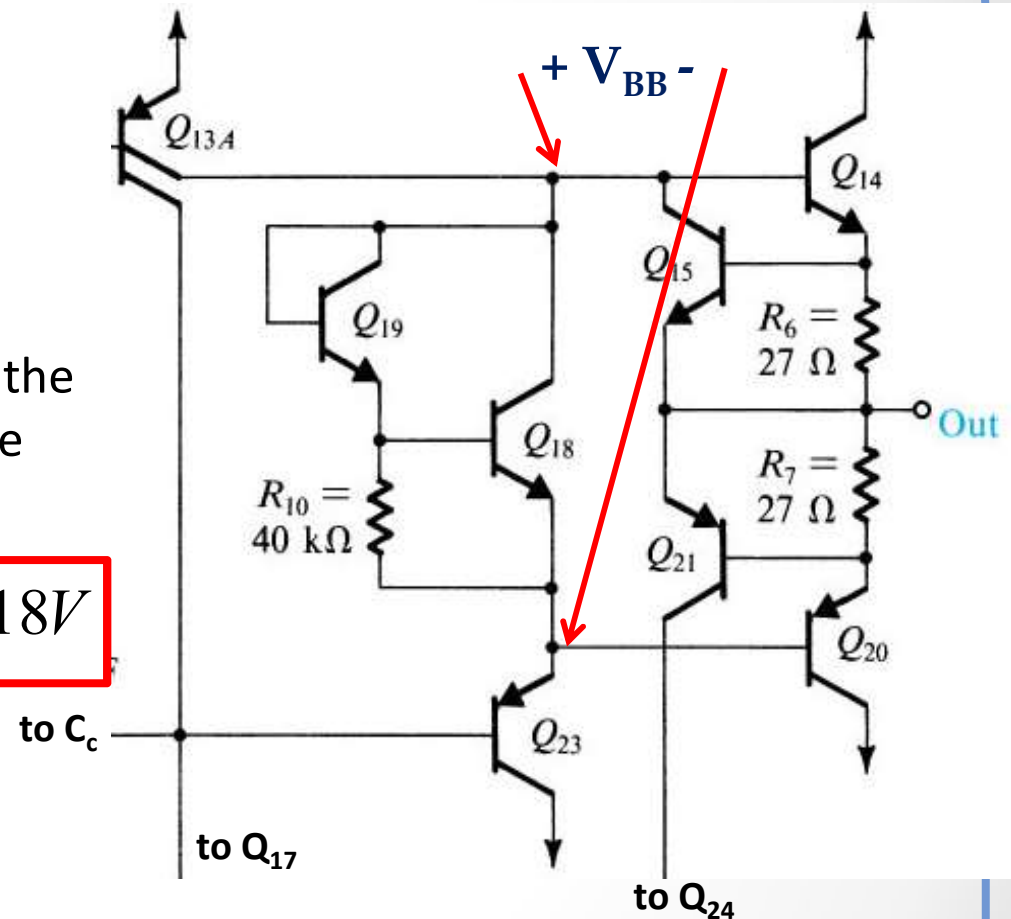 + V_BB -
Q13A
Q14
Q15
Q19
R6 =
27 Ω
the
e
Out
Q18
R7 =
27 Ω
R10 =
40 kΩ
Q21
18V
Q20
to Cc
Q23
to Q17
to Q24